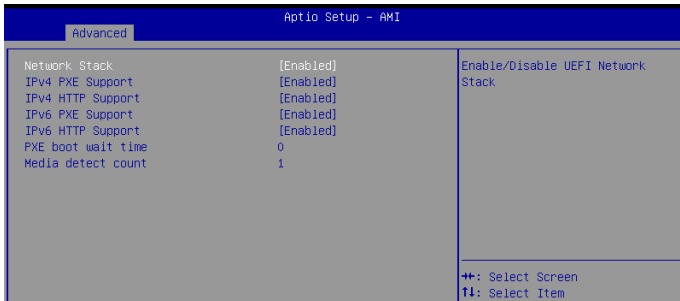 Aptio Setup – AMI
Advanced
Network Stack [Enabled]
IPv4 PXE Support [Enabled]
IPv4 HTTP Support [Enabled]
IPv6 PXE Support [Enabled]
IPv6 HTTP Support [Enabled]
PXE boot wait time 0
Media detect count 1
Enable/Disable UEFI Network
Stack
→←: Select Screen
↑↓: Select Item